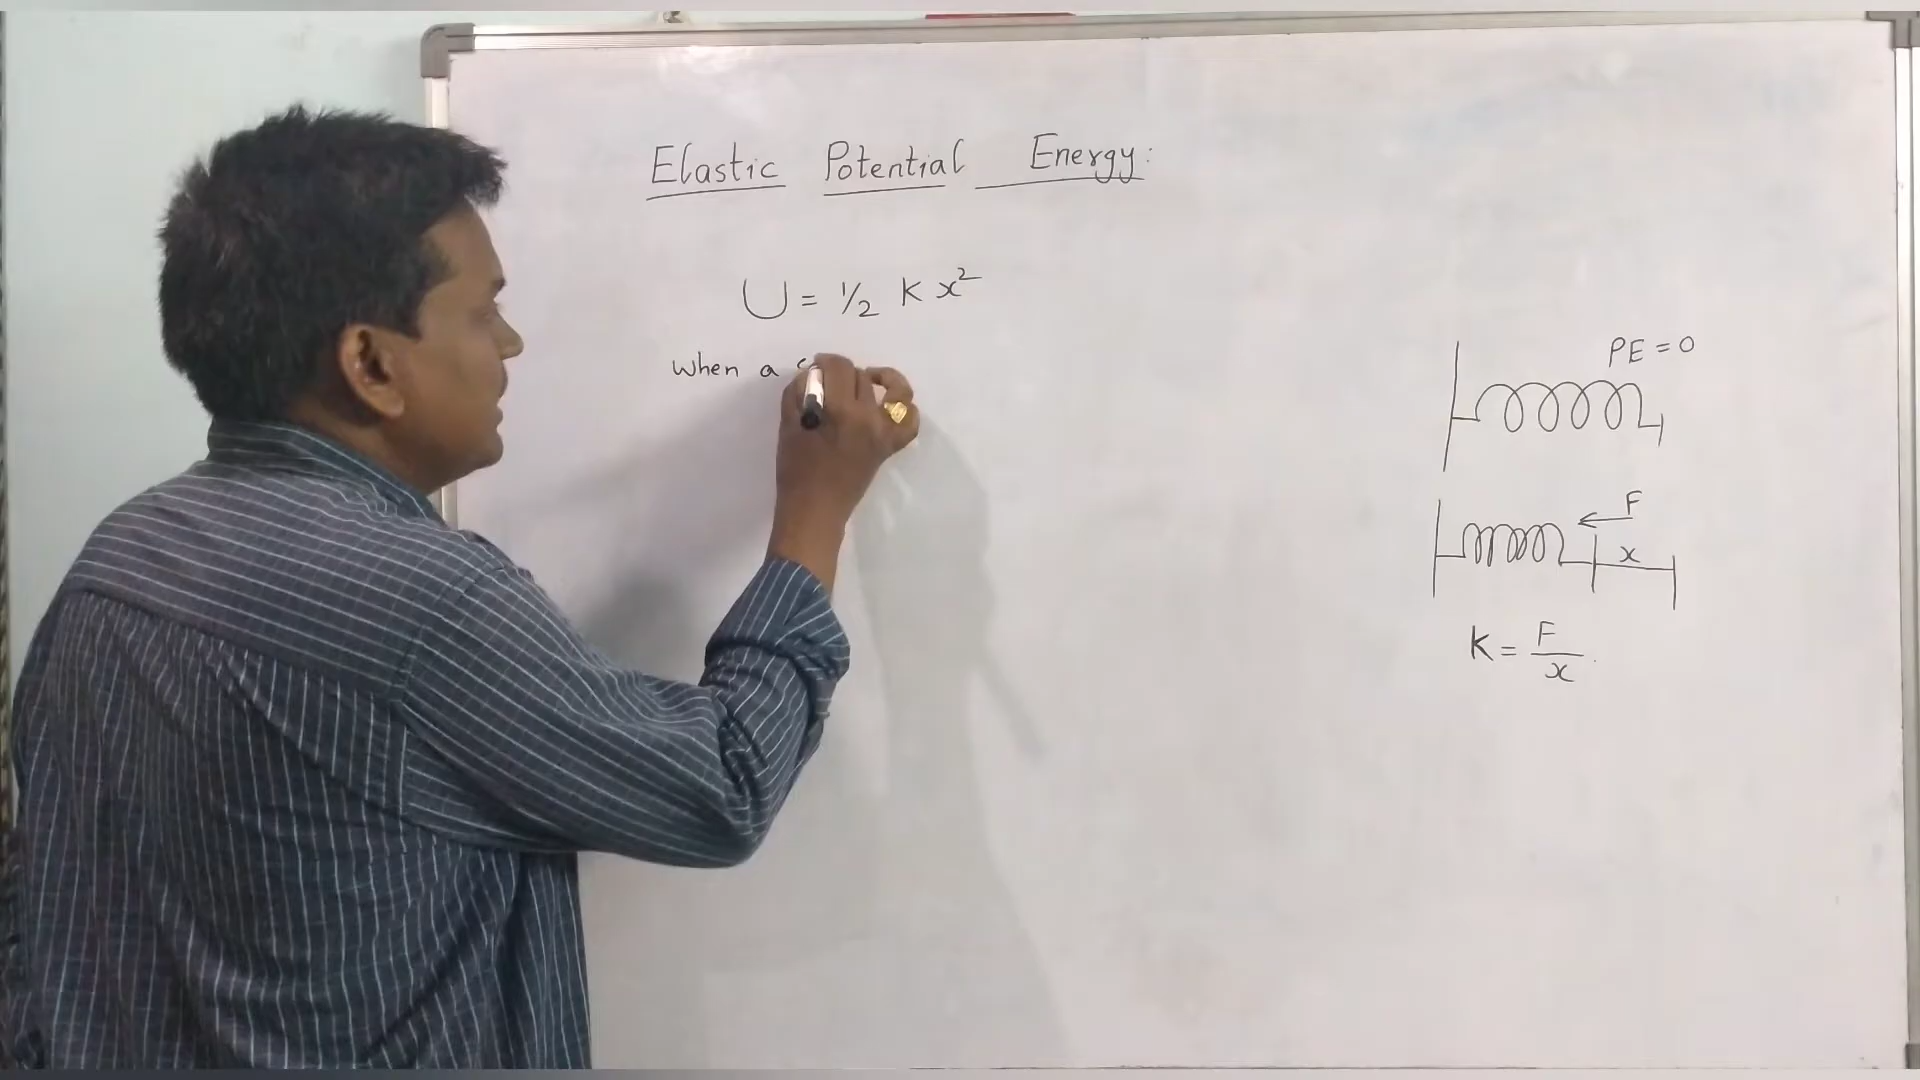 Elastic Potential Energy:
U = 1/2 K x²
When a
PE = 0
F
x
K = F/x